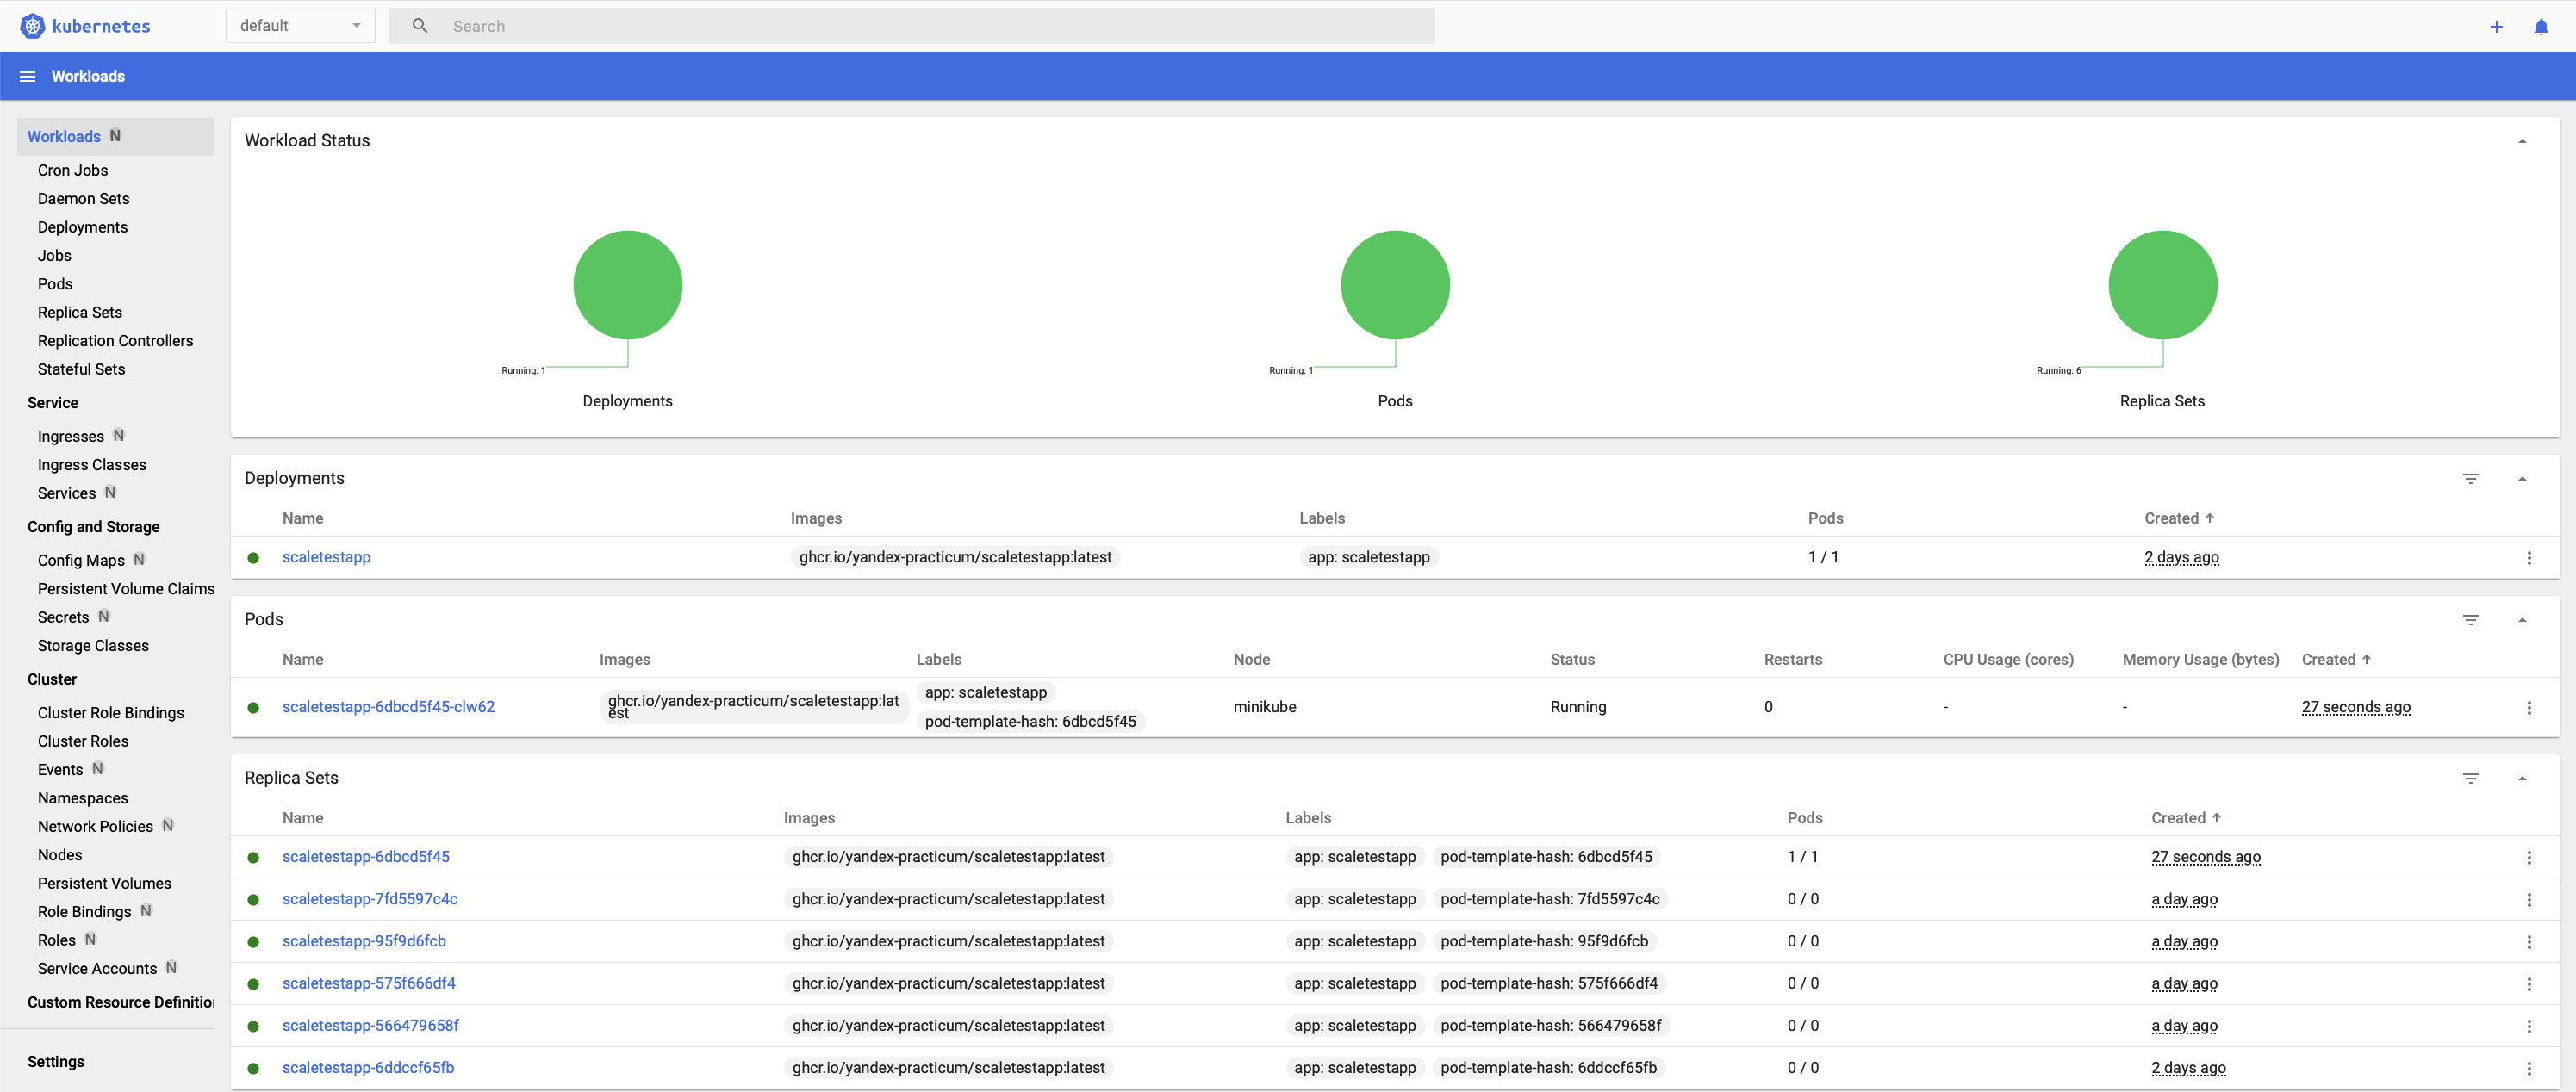 kubernetes
default
Search
Workloads
Workloads N
Cron Jobs
Daemon Sets
Deployments
Jobs
Pods
Replica Sets
Replication Controllers
Stateful Sets
Service
Ingresses N
Ingress Classes
Services N
Config and Storage
Config Maps N
Persistent Volume Claims
Secrets N
Storage Classes
Cluster
Cluster Role Bindings
Cluster Roles
Events N
Namespaces
Network Policies N
Nodes
Persistent Volumes
Role Bindings N
Roles N
Service Accounts N
Custom Resource Definitio
Settings
Workload Status
Running: 1
Deployments
Running: 1
Pods
Running: 6
Replica Sets
Deployments
Name Images Labels Pods Created
scaletestapp ghcr.io/yandex-practicum/scaletestapp:latest app: scaletestapp 1 / 1 2 days ago
Pods
Name Images Labels Node Status Restarts CPU Usage (cores) Memory Usage (bytes) Created
scaletestapp-6dbcd5f45-clw62
ghcr.io/yandex-practicum/scaletestapp:lat
est
app: scaletestapp
pod-template-hash: 6dbcd5f45
minikube Running 0 - - 27 seconds ago
Replica Sets
Name Images Labels Pods Created
scaletestapp-6dbcd5f45 ghcr.io/yandex-practicum/scaletestapp:latest app: scaletestapp pod-template-hash: 6dbcd5f45 1 / 1 27 seconds ago
scaletestapp-7fd5597c4c ghcr.io/yandex-practicum/scaletestapp:latest app: scaletestapp pod-template-hash: 7fd5597c4c 0 / 0 a day ago
scaletestapp-95f9d6fcb ghcr.io/yandex-practicum/scaletestapp:latest app: scaletestapp pod-template-hash: 95f9d6fcb 0 / 0 a day ago
scaletestapp-575f666df4 ghcr.io/yandex-practicum/scaletestapp:latest app: scaletestapp pod-template-hash: 575f666df4 0 / 0 a day ago
scaletestapp-566479658f ghcr.io/yandex-practicum/scaletestapp:latest app: scaletestapp pod-template-hash: 566479658f 0 / 0 a day ago
scaletestapp-6ddccf65fb ghcr.io/yandex-practicum/scaletestapp:latest app: scaletestapp pod-template-hash: 6ddccf65fb 0 / 0 2 days ago